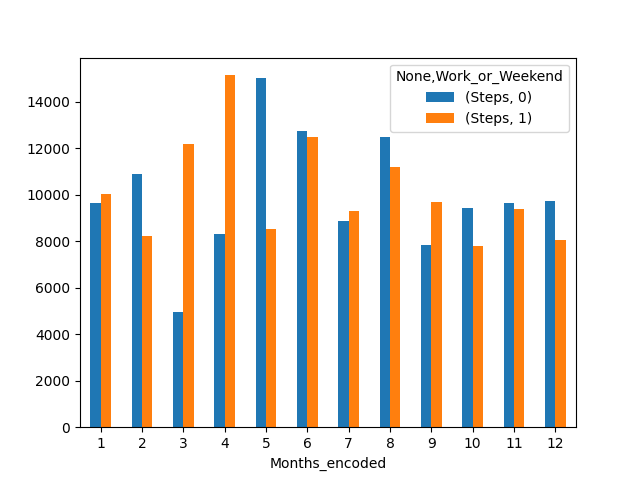 None,Work_or_Weekend
(Steps, 0)
(Steps, 1)
14000
12000
10000
8000
6000
4000
2000
0
1 2 3 4 5 6 7 8 9 10 11 12
Months_encoded